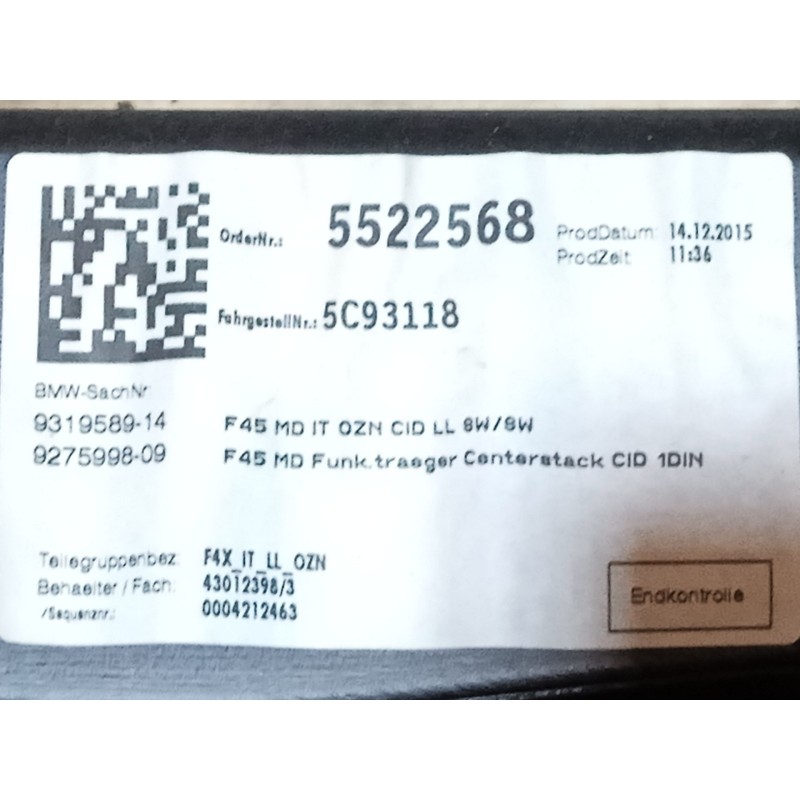 OrderNr.: 5522568
ProdDatum: 14.12.2015
ProdZeit: 11:36
FahrgestellNr.: 5C93118
BMW-SachNr
9319589-14 F45 MD IT OZN CID LL SW/SW
9275998-09 F45 MD Funk.traeger Centerstack CID 1DIN
Teilegruppenbez: F4X_IT_LL_OZN
Behaelter / Fach: 43012398/3
/Sequenznr.: 0004212463
Endkontrolle